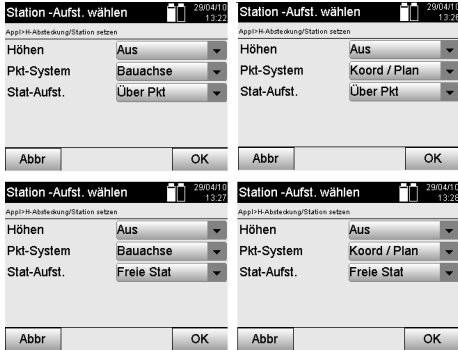 Station -Aufst. wählen 29/04/10 13:22
Appl>H-Absteckung/Station setzen
Höhen Aus
Pkt-System Bauachse
Stat-Aufst. Über Pkt
Abbr OK
Station -Aufst. wählen 29/04/10 13:26
Appl>H-Absteckung/Station setzen
Höhen Aus
Pkt-System Koord / Plan
Stat-Aufst. Über Pkt
Abbr OK
Station -Aufst. wählen 29/04/10 13:27
Appl>H-Absteckung/Station setzen
Höhen Aus
Pkt-System Bauachse
Stat-Aufst. Freie Stat
Abbr OK
Station -Aufst. wählen 29/04/10 13:26
Appl>H-Absteckung/Station setzen
Höhen Aus
Pkt-System Koord / Plan
Stat-Aufst. Freie Stat
Abbr OK